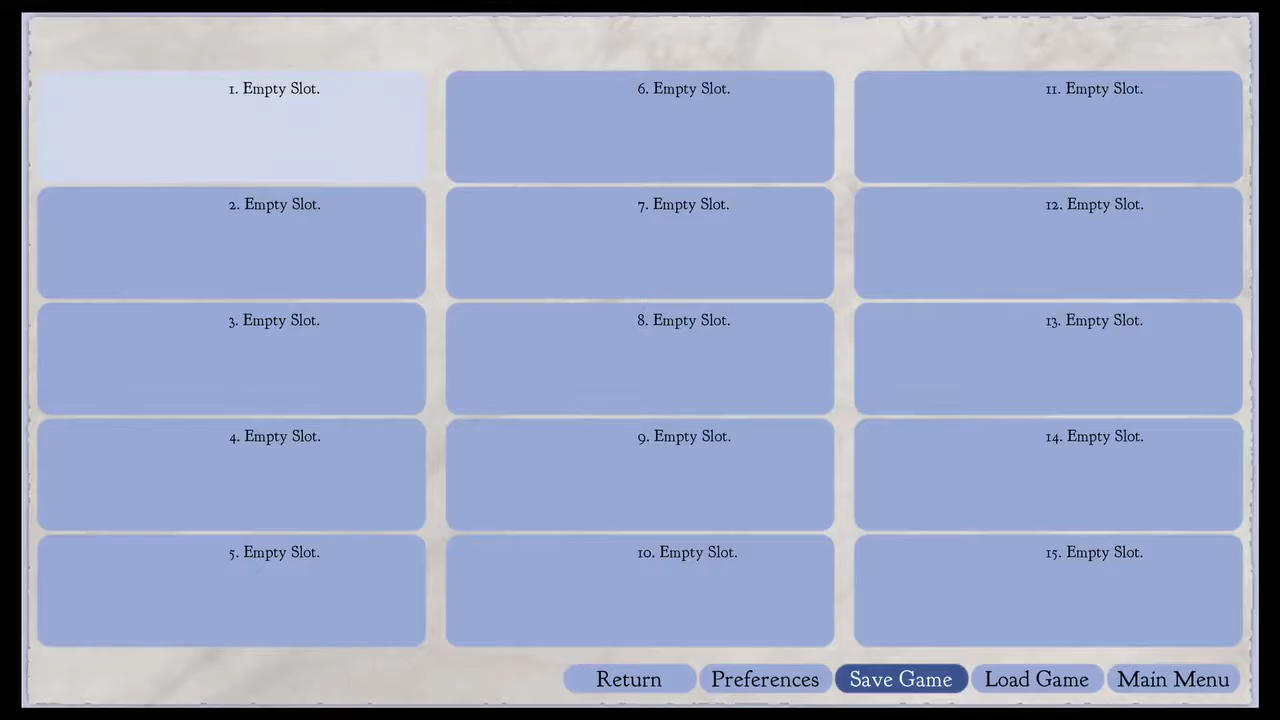 1. Empty Slot.
2. Empty Slot.
3. Empty Slot.
4. Empty Slot.
5. Empty Slot.
6. Empty Slot.
7. Empty Slot.
8. Empty Slot.
9. Empty Slot.
10. Empty Slot.
11. Empty Slot.
12. Empty Slot.
13. Empty Slot.
14. Empty Slot.
15. Empty Slot.
Return
Preferences
Save Game
Load Game
Main Menu